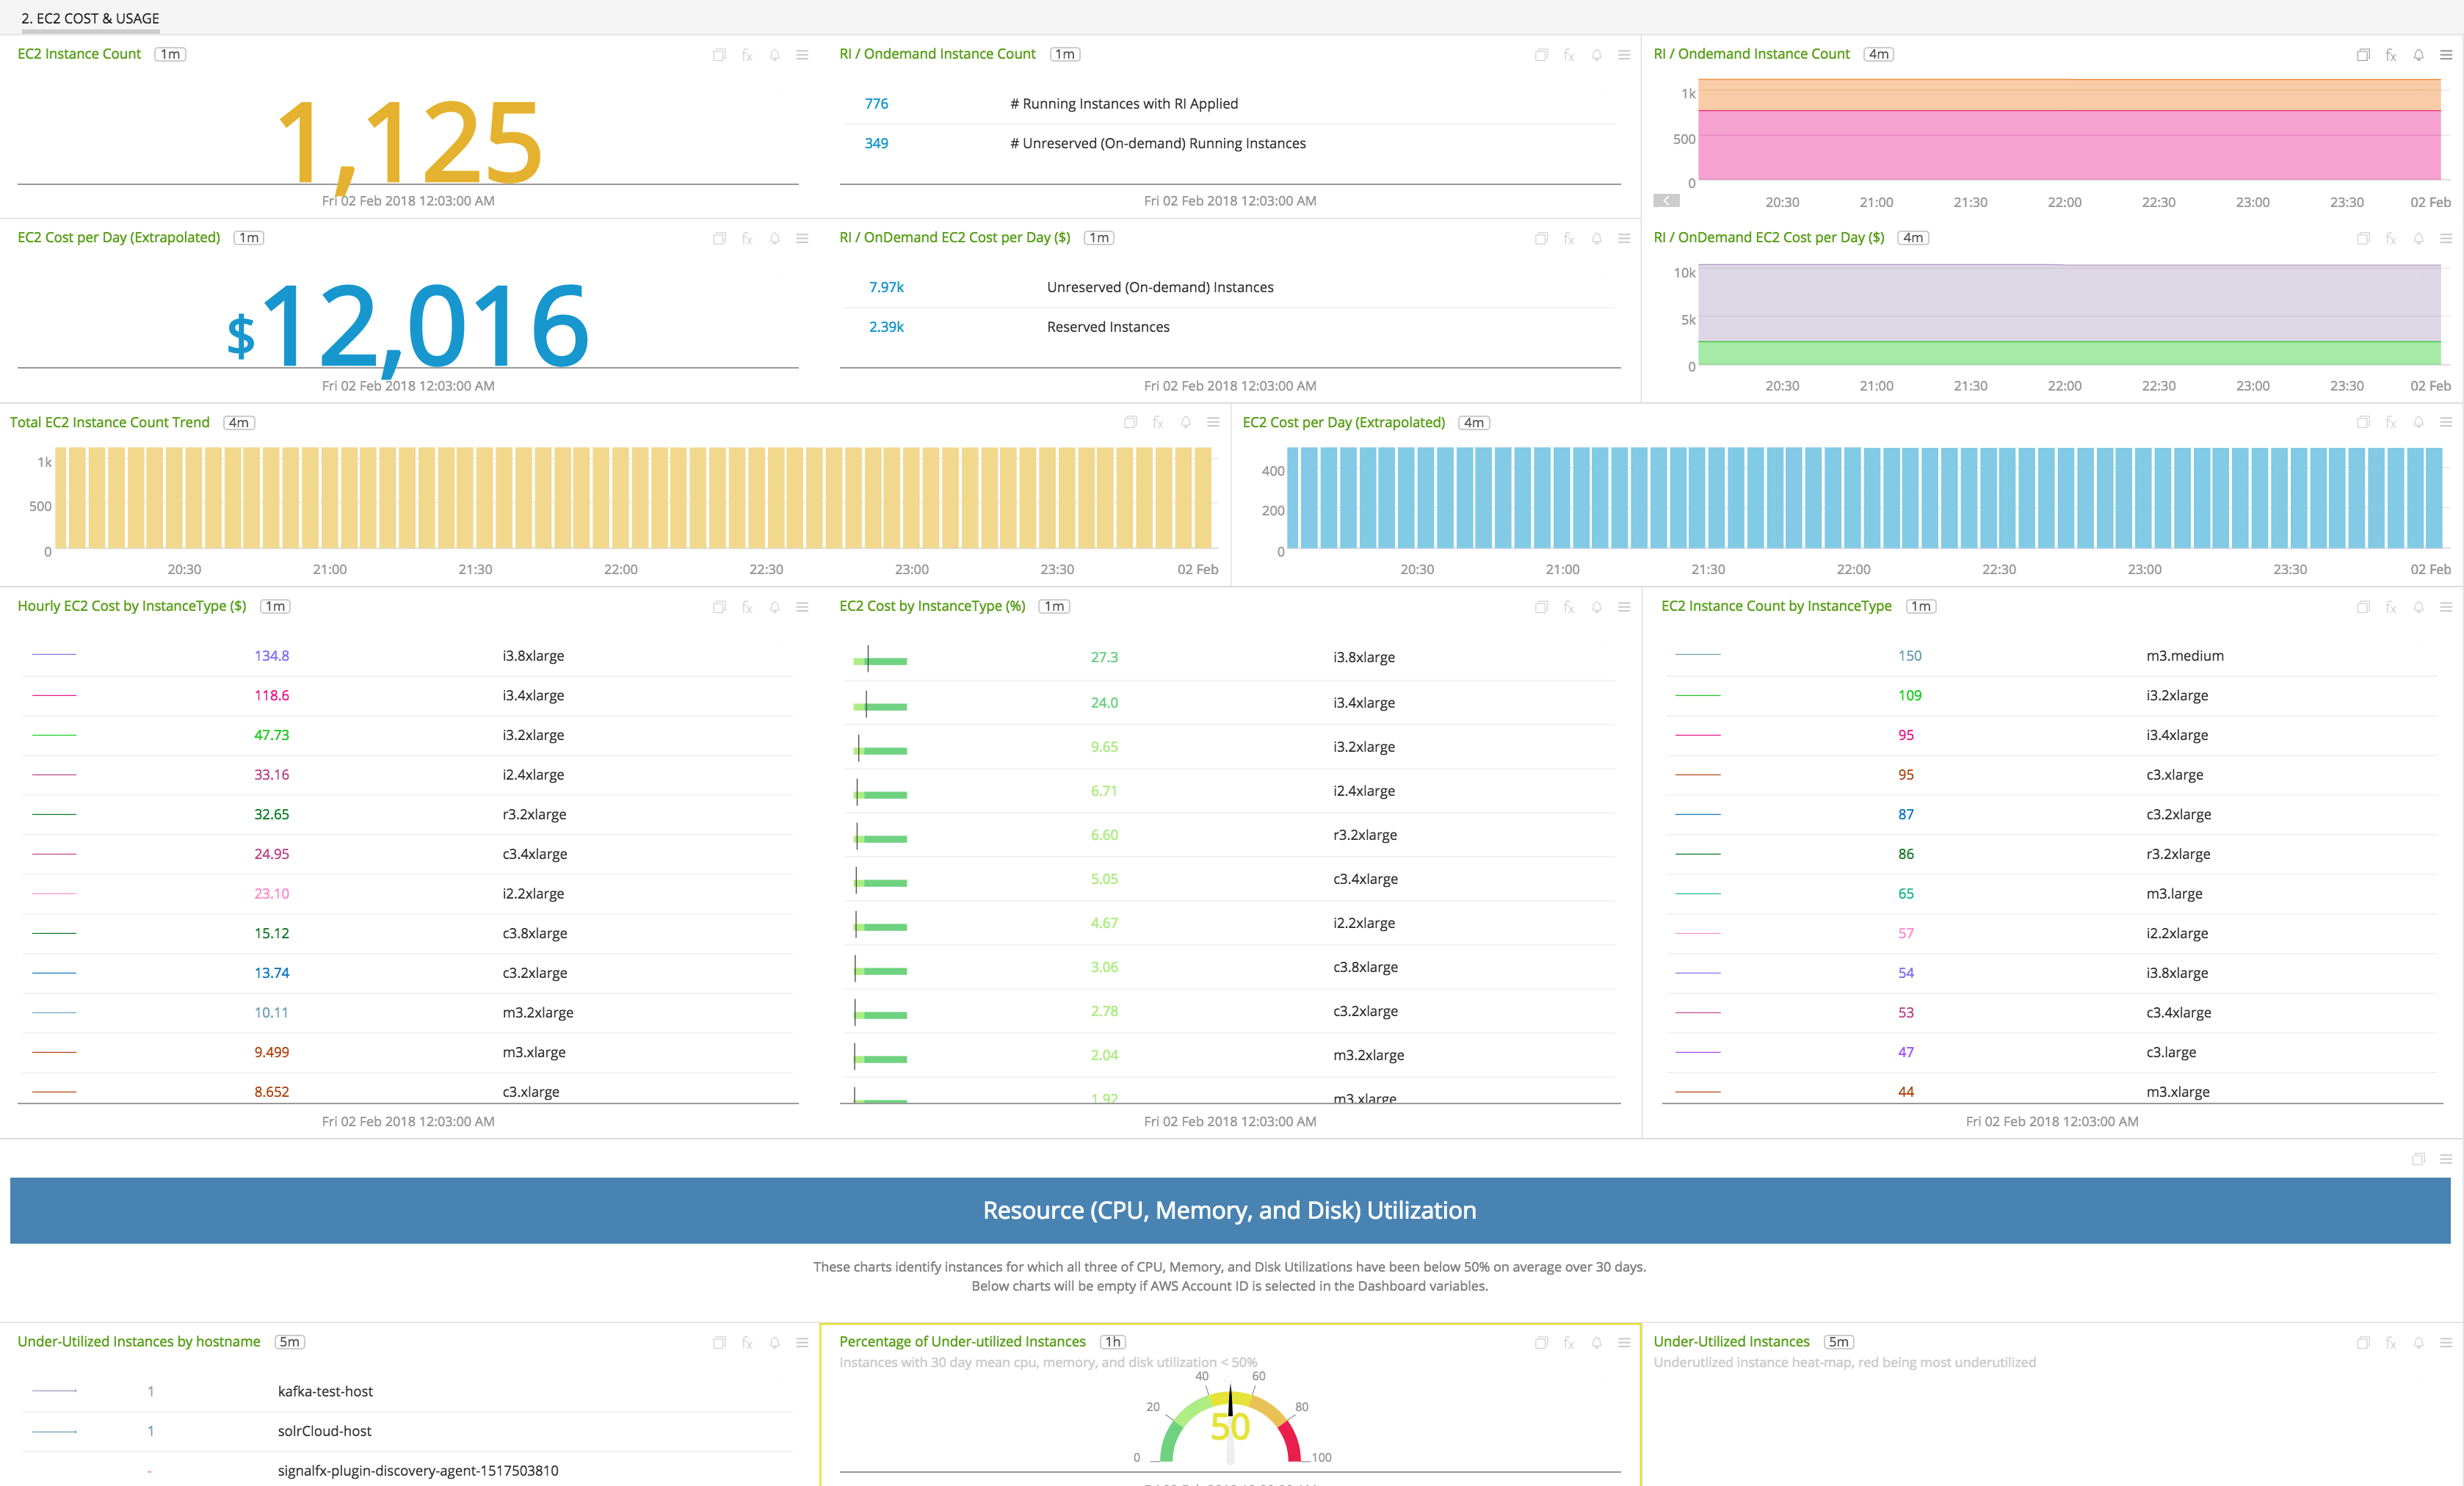 2. EC2 COST & USAGE
EC2 Instance Count 1m
1,125
Fri 02 Feb 2018 12:03:00 AM
RI / Ondemand Instance Count 1m
776 # Running Instances with RI Applied
349 # Unreserved (On-demand) Running Instances
Fri 02 Feb 2018 12:03:00 AM
RI / Ondemand Instance Count 4m
1k
500
0
20:30 21:00 21:30 22:00 22:30 23:00 23:30 02 Feb
EC2 Cost per Day (Extrapolated) 1m
$12,016
Fri 02 Feb 2018 12:03:00 AM
RI / OnDemand EC2 Cost per Day ($) 1m
7.97k Unreserved (On-demand) Instances
2.39k Reserved Instances
Fri 02 Feb 2018 12:03:00 AM
RI / OnDemand EC2 Cost per Day ($) 4m
10k
5k
0
20:30 21:00 21:30 22:00 22:30 23:00 23:30 02 Feb
Total EC2 Instance Count Trend 4m
1k
500
0
20:30 21:00 21:30 22:00 22:30 23:00 23:30 02 Feb
EC2 Cost per Day (Extrapolated) 4m
400
200
0
20:30 21:00 21:30 22:00 22:30 23:00 23:30 02 Feb
Hourly EC2 Cost by InstanceType ($) 1m
134.8 i3.8xlarge
118.6 i3.4xlarge
47.73 i3.2xlarge
33.16 i2.4xlarge
32.65 r3.2xlarge
24.95 c3.4xlarge
23.10 i2.2xlarge
15.12 c3.8xlarge
13.74 c3.2xlarge
10.11 m3.2xlarge
9.499 m3.xlarge
8.652 c3.xlarge
Fri 02 Feb 2018 12:03:00 AM
EC2 Cost by InstanceType (%) 1m
27.3 i3.8xlarge
24.0 i3.4xlarge
9.65 i3.2xlarge
6.71 i2.4xlarge
6.60 r3.2xlarge
5.05 c3.4xlarge
4.67 i2.2xlarge
3.06 c3.8xlarge
2.78 c3.2xlarge
2.04 m3.2xlarge
1.92 m3.xlarge
Fri 02 Feb 2018 12:03:00 AM
EC2 Instance Count by InstanceType 1m
150 m3.medium
109 i3.2xlarge
95 i3.4xlarge
95 c3.xlarge
87 c3.2xlarge
86 r3.2xlarge
65 m3.large
57 i2.2xlarge
54 i3.8xlarge
53 c3.4xlarge
47 c3.large
44 m3.xlarge
Fri 02 Feb 2018 12:03:00 AM
Resource (CPU, Memory, and Disk) Utilization
These charts identify instances for which all three of CPU, Memory, and Disk Utilizations have been below 50% on average over 30 days.
Below charts will be empty if AWS Account ID is selected in the Dashboard variables.
Under-Utilized Instances by hostname 5m
1 kafka-test-host
1 solrCloud-host
- signalfx-plugin-discovery-agent-1517503810
Percentage of Under-utilized Instances 1h
Instances with 30 day mean cpu, memory, and disk utilization < 50%
0 20 40 60 80 100
50
Under-Utilized Instances 5m
Underutlized instance heat-map, red being most underutilized